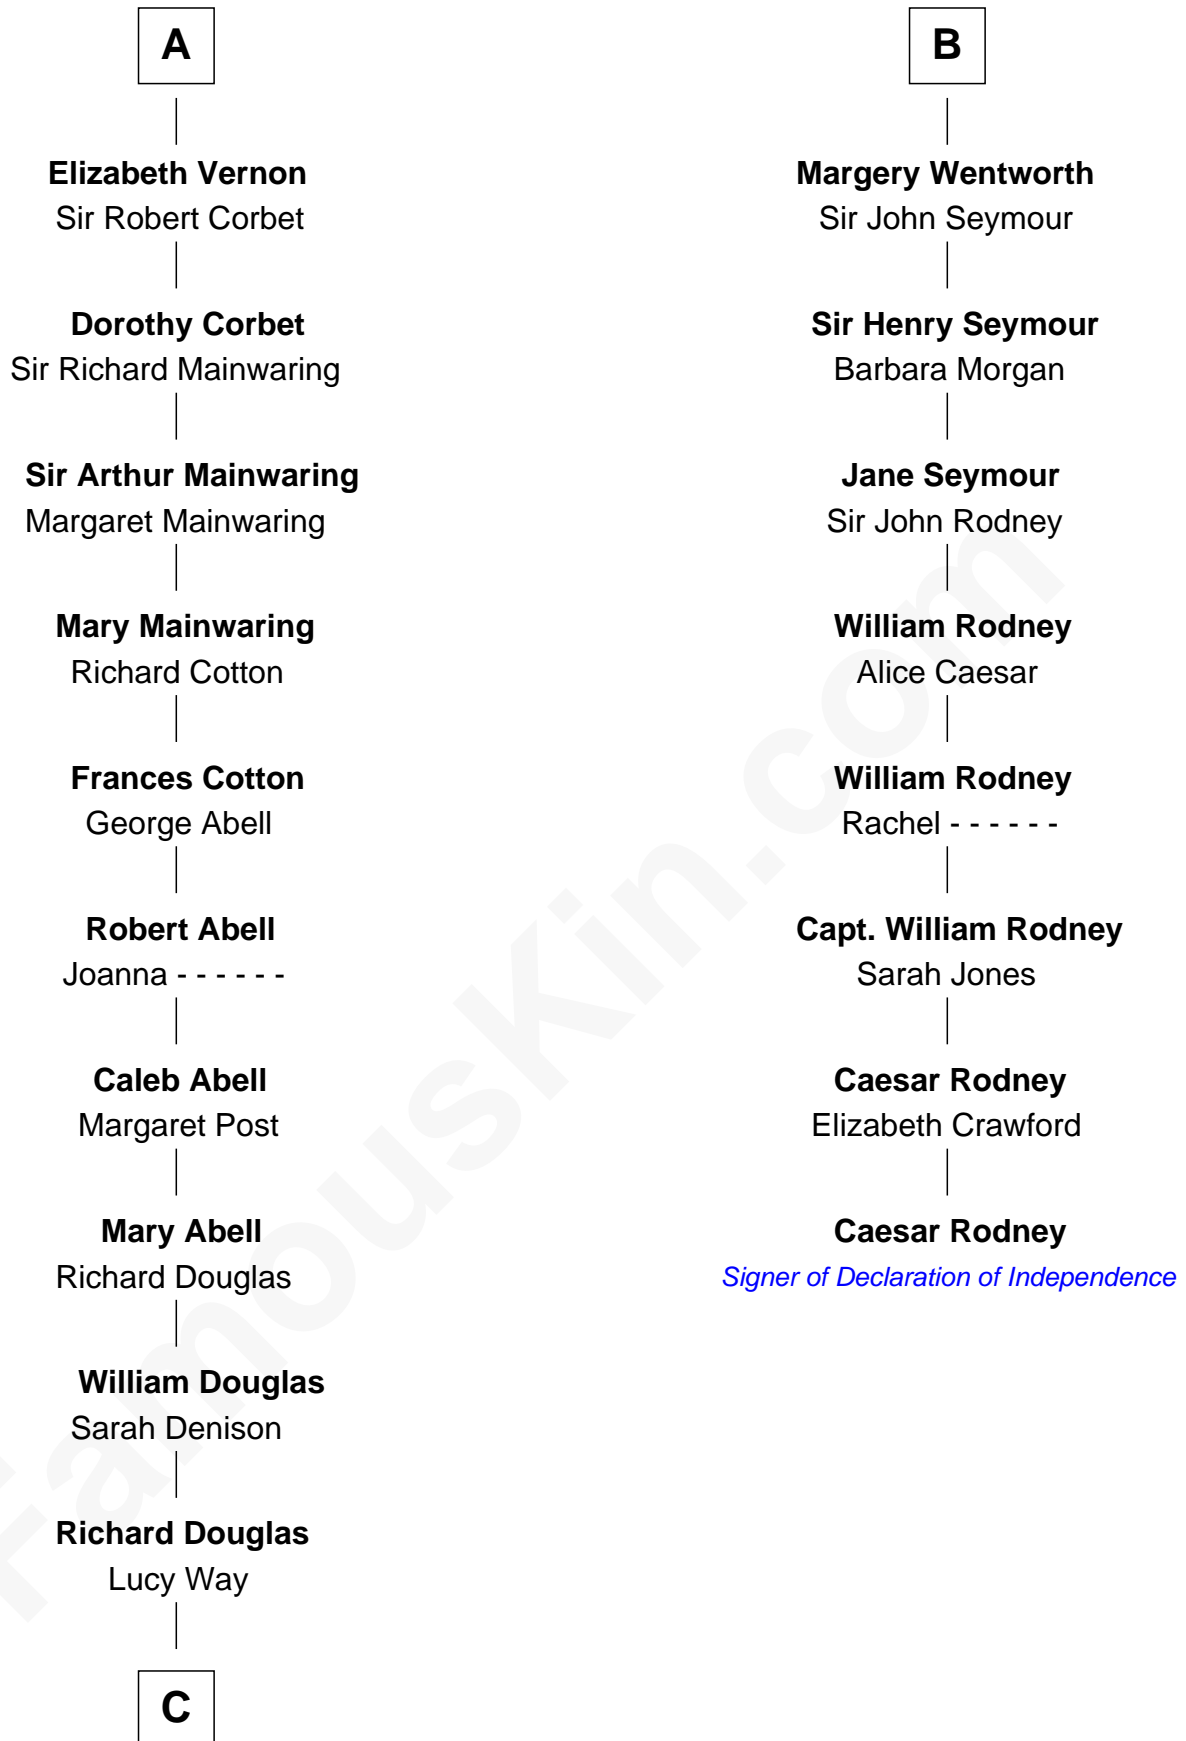 A
Elizabeth Vernon
Sir Robert Corbet
Dorothy Corbet
Sir Richard Mainwaring
Sir Arthur Mainwaring
Margaret Mainwaring
Mary Mainwaring
Richard Cotton
Frances Cotton
George Abell
Robert Abell
Joanna - - - - - -
Caleb Abell
Margaret Post
Mary Abell
Richard Douglas
William Douglas
Sarah Denison
Richard Douglas
Lucy Way
C
B
Margery Wentworth
Sir John Seymour
Sir Henry Seymour
Barbara Morgan
Jane Seymour
Sir John Rodney
William Rodney
Alice Caesar
William Rodney
Rachel - - - - - -
Capt. William Rodney
Sarah Jones
Caesar Rodney
Elizabeth Crawford
Caesar Rodney
Signer of Declaration of Independence
FamousKin.com